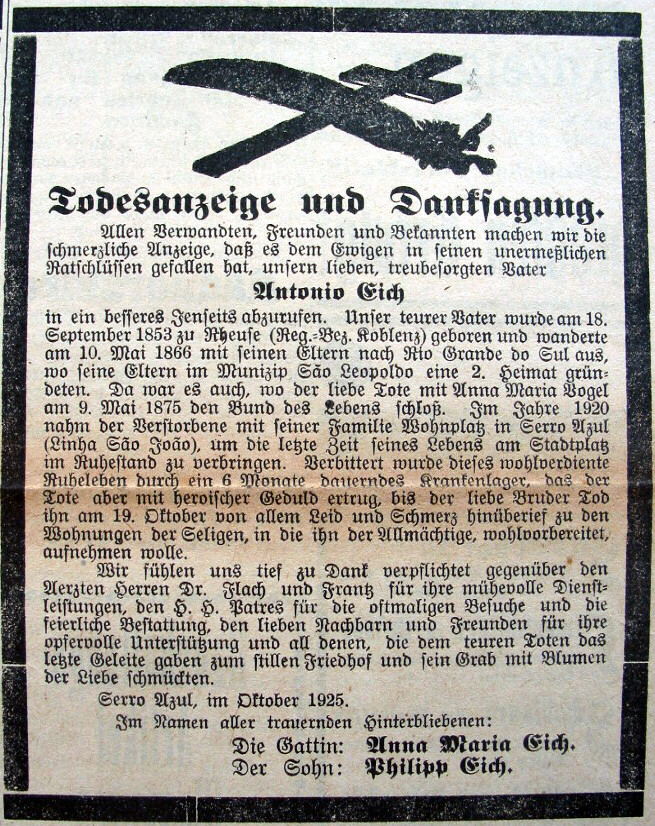 Todesanzeige und Danksagung.
Allen Verwandten, Freunden und Bekannten machen wir die
schmerzliche Anzeige, daß es dem Ewigen in seinen unermeßlichen
Ratschlüssen gefallen hat, unsern lieben, treubesorgten Vater
Antonio Eich
in ein besseres Jenseits abzurufen. Unser teurer Vater wurde am 18.
September 1853 zu Rheuse (Reg.=Bez. Koblenz) geboren und wanderte
am 10. Mai 1866 mit seinen Eltern nach Rio Grande do Sul aus,
wo seine Eltern im Munizip São Leopoldo eine 2. Heimat grün-
deten. Da war es auch, wo der liebe Tote mit Anna Maria Vogel
am 9. Mai 1875 den Bund des Lebens schloß. Im Jahre 1920
nahm der Verstorbene mit seiner Familie Wohnplatz in Serro Azul
(Linha São João), um die letzte Zeit seines Lebens am Stadtplatz
im Ruhestand zu verbringen. Verbittert wurde dieses wohlverdiente
Ruheleben durch ein 6 Monate dauerndes Krankenlager, das der
Tote aber mit heroischer Geduld ertrug, bis der liebe Bruder Tod
ihn am 19. Oktober von allem Leid und Schmerz hinüberief zu den
Wohnungen der Seligen, in die ihn der Allmächtige, wohlvorbereitet,
aufnehmen wolle.
Wir fühlen uns tief zu Dank verpflichtet gegenüber den
Aerzten Herren Dr. Flach und Frantz für ihre mühevolle Dienst-
leistungen, den H. H. Patres für die oftmaligen Besuche und die
feierliche Bestattung, den lieben Nachbarn und Freunden für ihre
opfervolle Unterstützung und all denen, die dem teuren Toten das
letzte Geleite gaben zum stillen Friedhof und sein Grab mit Blumen
der Liebe schmückten.
Serro Azul, im Oktober 1925.
Im Namen aller trauernden Hinterbliebenen:
Die Gattin: Anna Maria Eich.
Der Sohn: Philipp Eich.